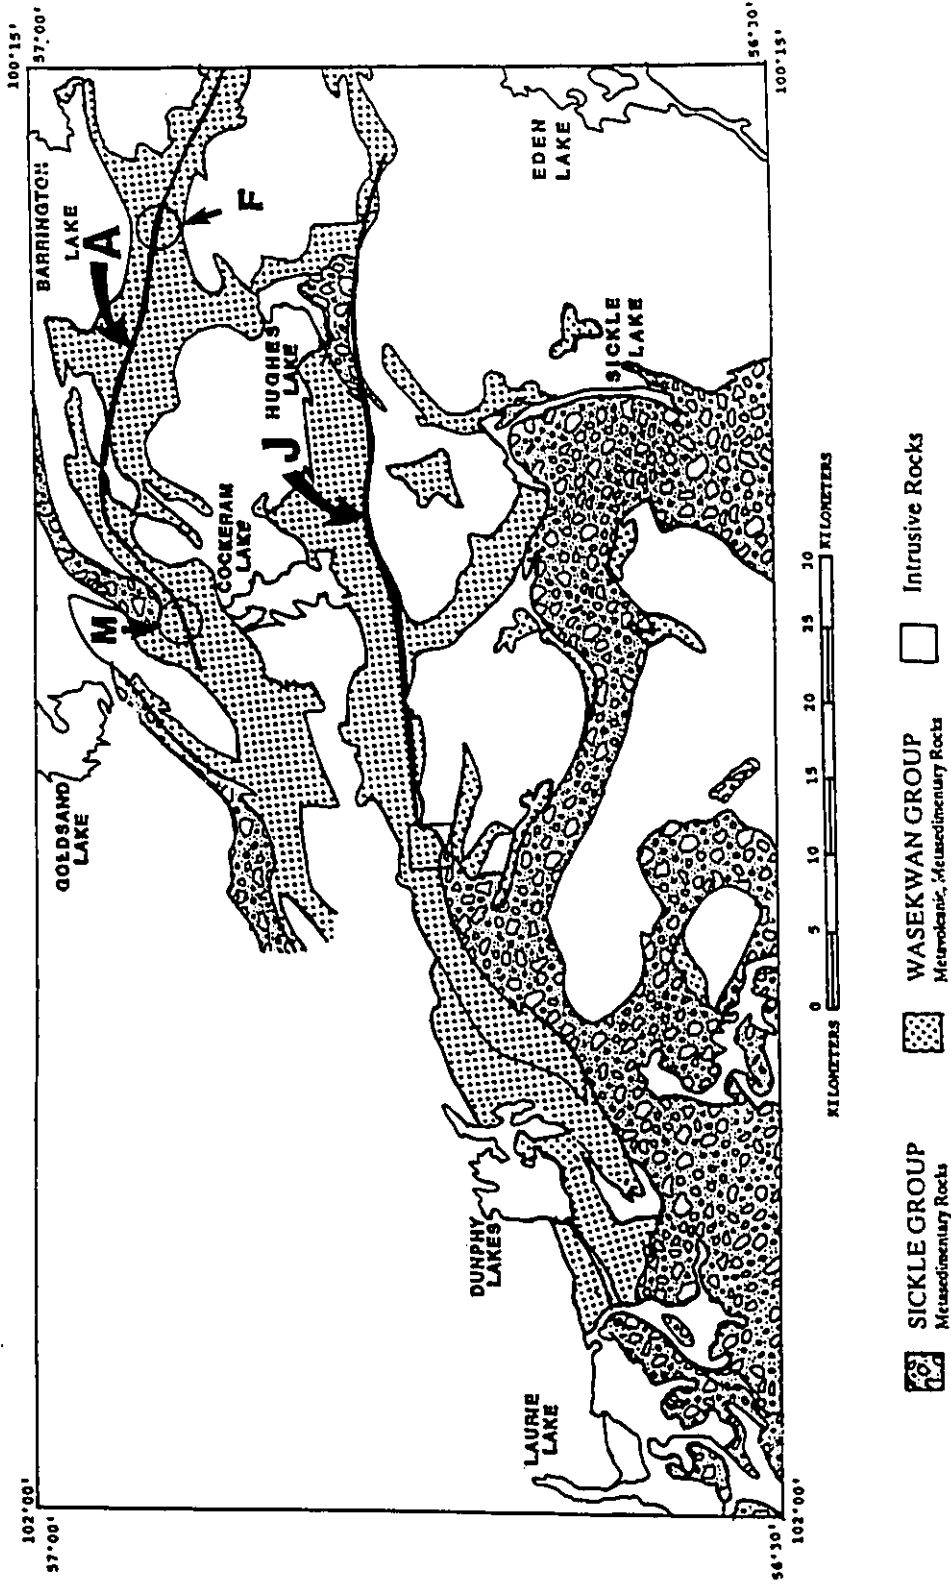 102°00'
57°00'
100°15'
57°00'
GOLDSAND
LAKE
BARRINGTON
LAKE
A
M
F
COCKERAM
LAKE
HUGHES
LAKE
J
DUNPHY
LAKES
LAURIE
LAKE
SICKLE
LAKE
EDEN
LAKE
56°30'
102°00'
56°30'
100°15'
KILOMETERS
0
5
10
15
20
25
30
KILOMETERS
SICKLE GROUP
Metasedimentary Rocks
WASEKWAN GROUP
Metavolcanic, Metasedimentary Rocks
Intrusive Rocks